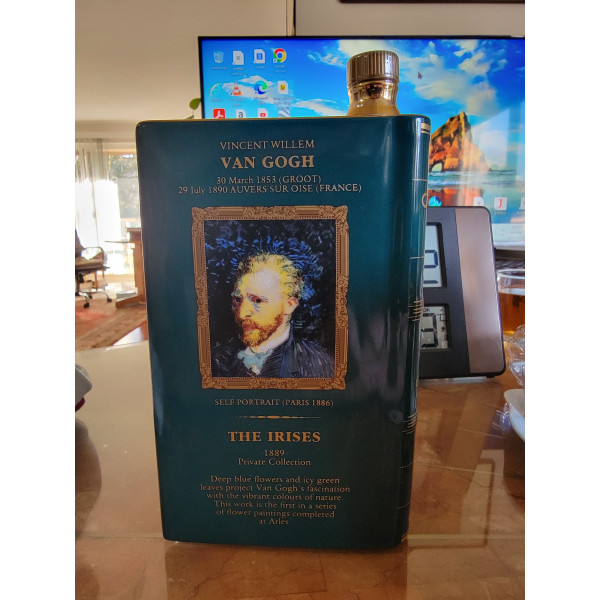 VINCENT WILLEM
VAN GOGH
30 March 1853 (GROOT)
29 July 1890 AUVERS SUR OISE (FRANCE)
SELF PORTRAIT (PARIS 1886)
THE IRISES
1889
Private Collection
Deep blue flowers and icy green
leaves project Van Gogh's fascination
with the vibrant colours of nature.
This work is the first in a series
of flower paintings completed
at Arles